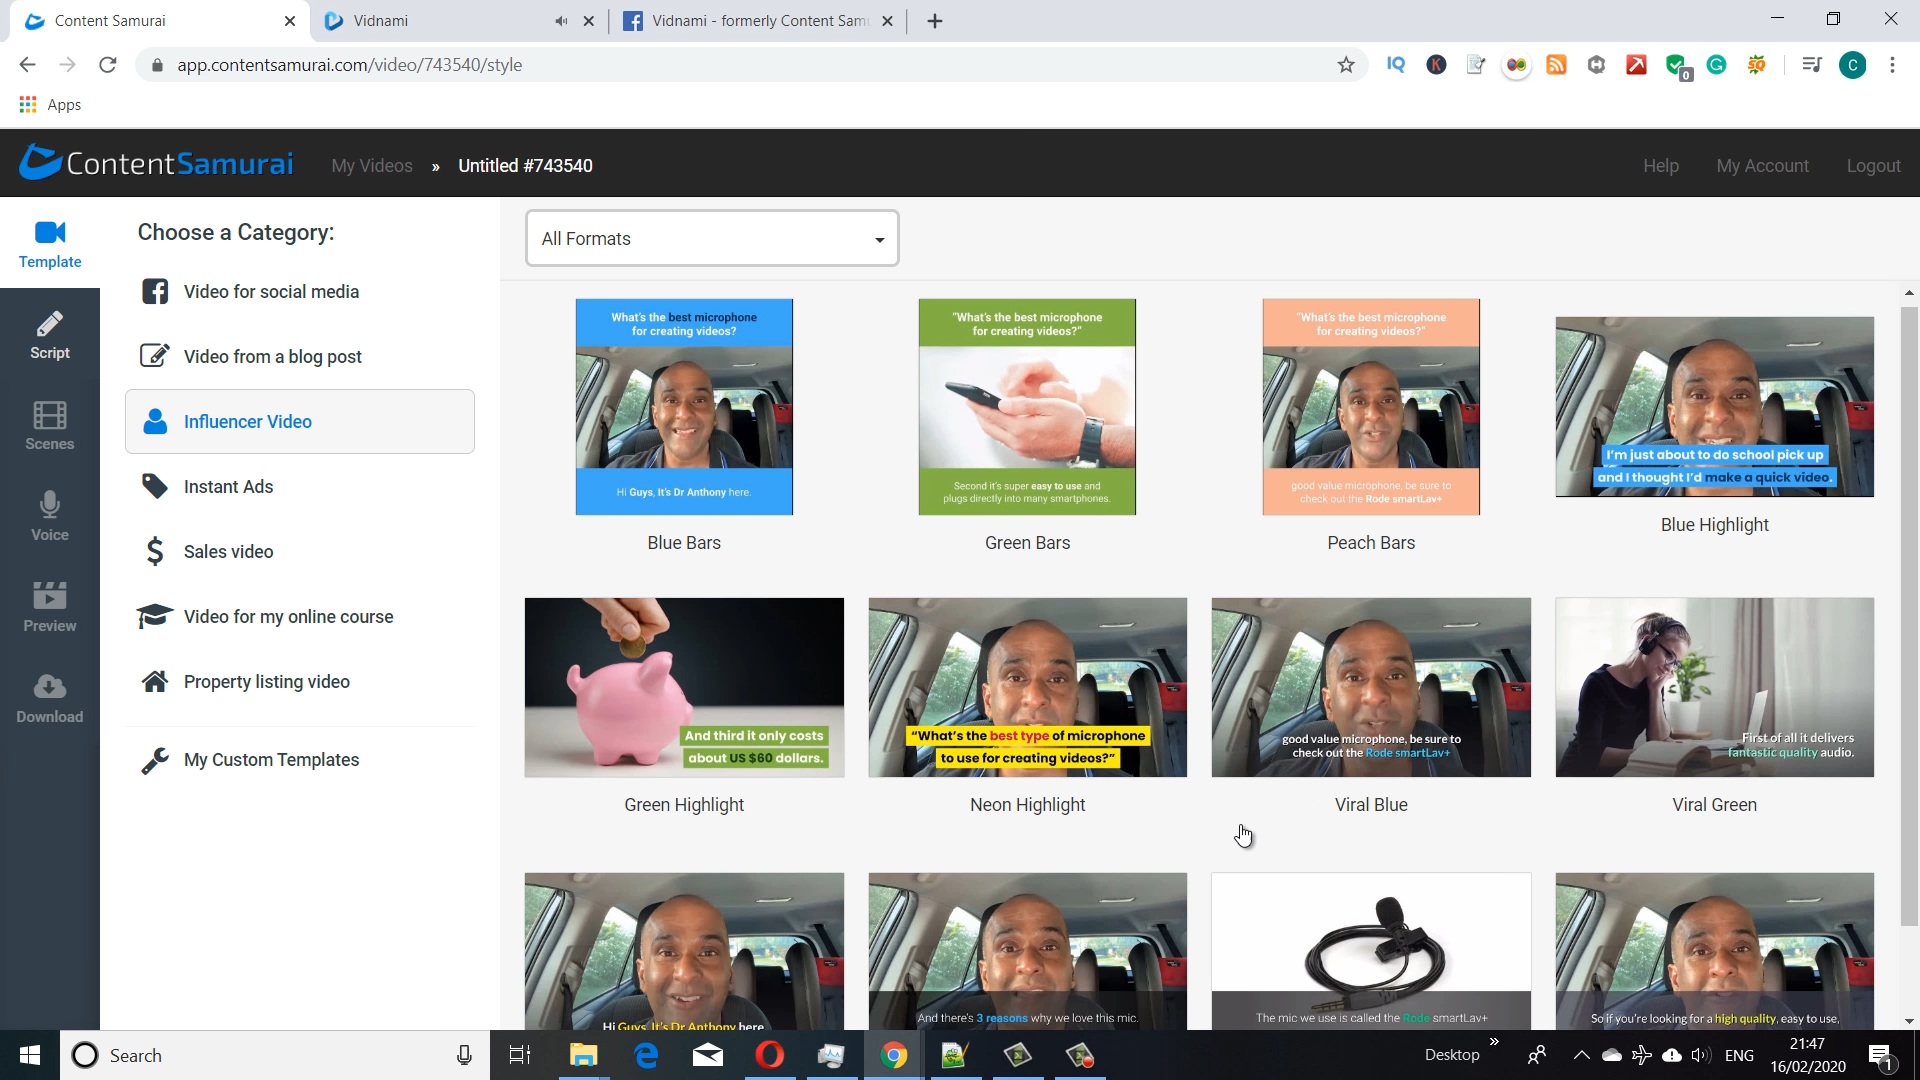 Content Samurai
Vidnami
Vidnami - formerly Content Sam
app.contentsamurai.com/video/743540/style
IQ
K
0
SQ
C
Apps
ContentSamurai
My Videos » Untitled #743540
Help
My Account
Logout
Template
Script
Scenes
Voice
Preview
Download
Choose a Category:
Video for social media
Video from a blog post
Influencer Video
Instant Ads
Sales video
Video for my online course
Property listing video
My Custom Templates
All Formats
What's the best microphone
for creating videos?
Hi Guys, It's Dr Anthony here.
Blue Bars
"What's the best microphone
for creating videos?"
Second it's super easy to use and
plugs directly into many smartphones.
Green Bars
"What's the best microphone
for creating videos?"
good value microphone, be sure to
check out the Rode smartLav+
Peach Bars
I'm just about to do school pick up
and I thought I'd make a quick video.
Blue Highlight
And third it only costs
about US $60 dollars.
Green Highlight
"What's the best type of microphone
to use for creating videos?"
Neon Highlight
good value microphone, be sure to
check out the Rode smartLav+
Viral Blue
First of all it delivers
fantastic quality audio.
Viral Green
Hi Guys, It's Dr Anthony here
And there's 3 reasons why we love this mic.
The mic we use is called the Rode smartLav+
So if you're looking for a high quality, easy to use,
Search
Desktop
ENG
21:47
16/02/2020
1